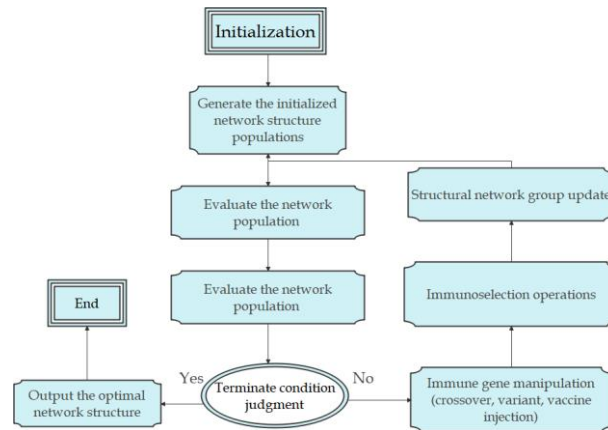 Initialization
Generate the initialized
network structure
populations
Evaluate the network
population
Structural network group update
Evaluate the network
population
Immunoselection operations
End
Yes
No
Terminate condition
judgment
Output the optimal
network structure
Immune gene manipulation
(crossover, variant, vaccine
injection)